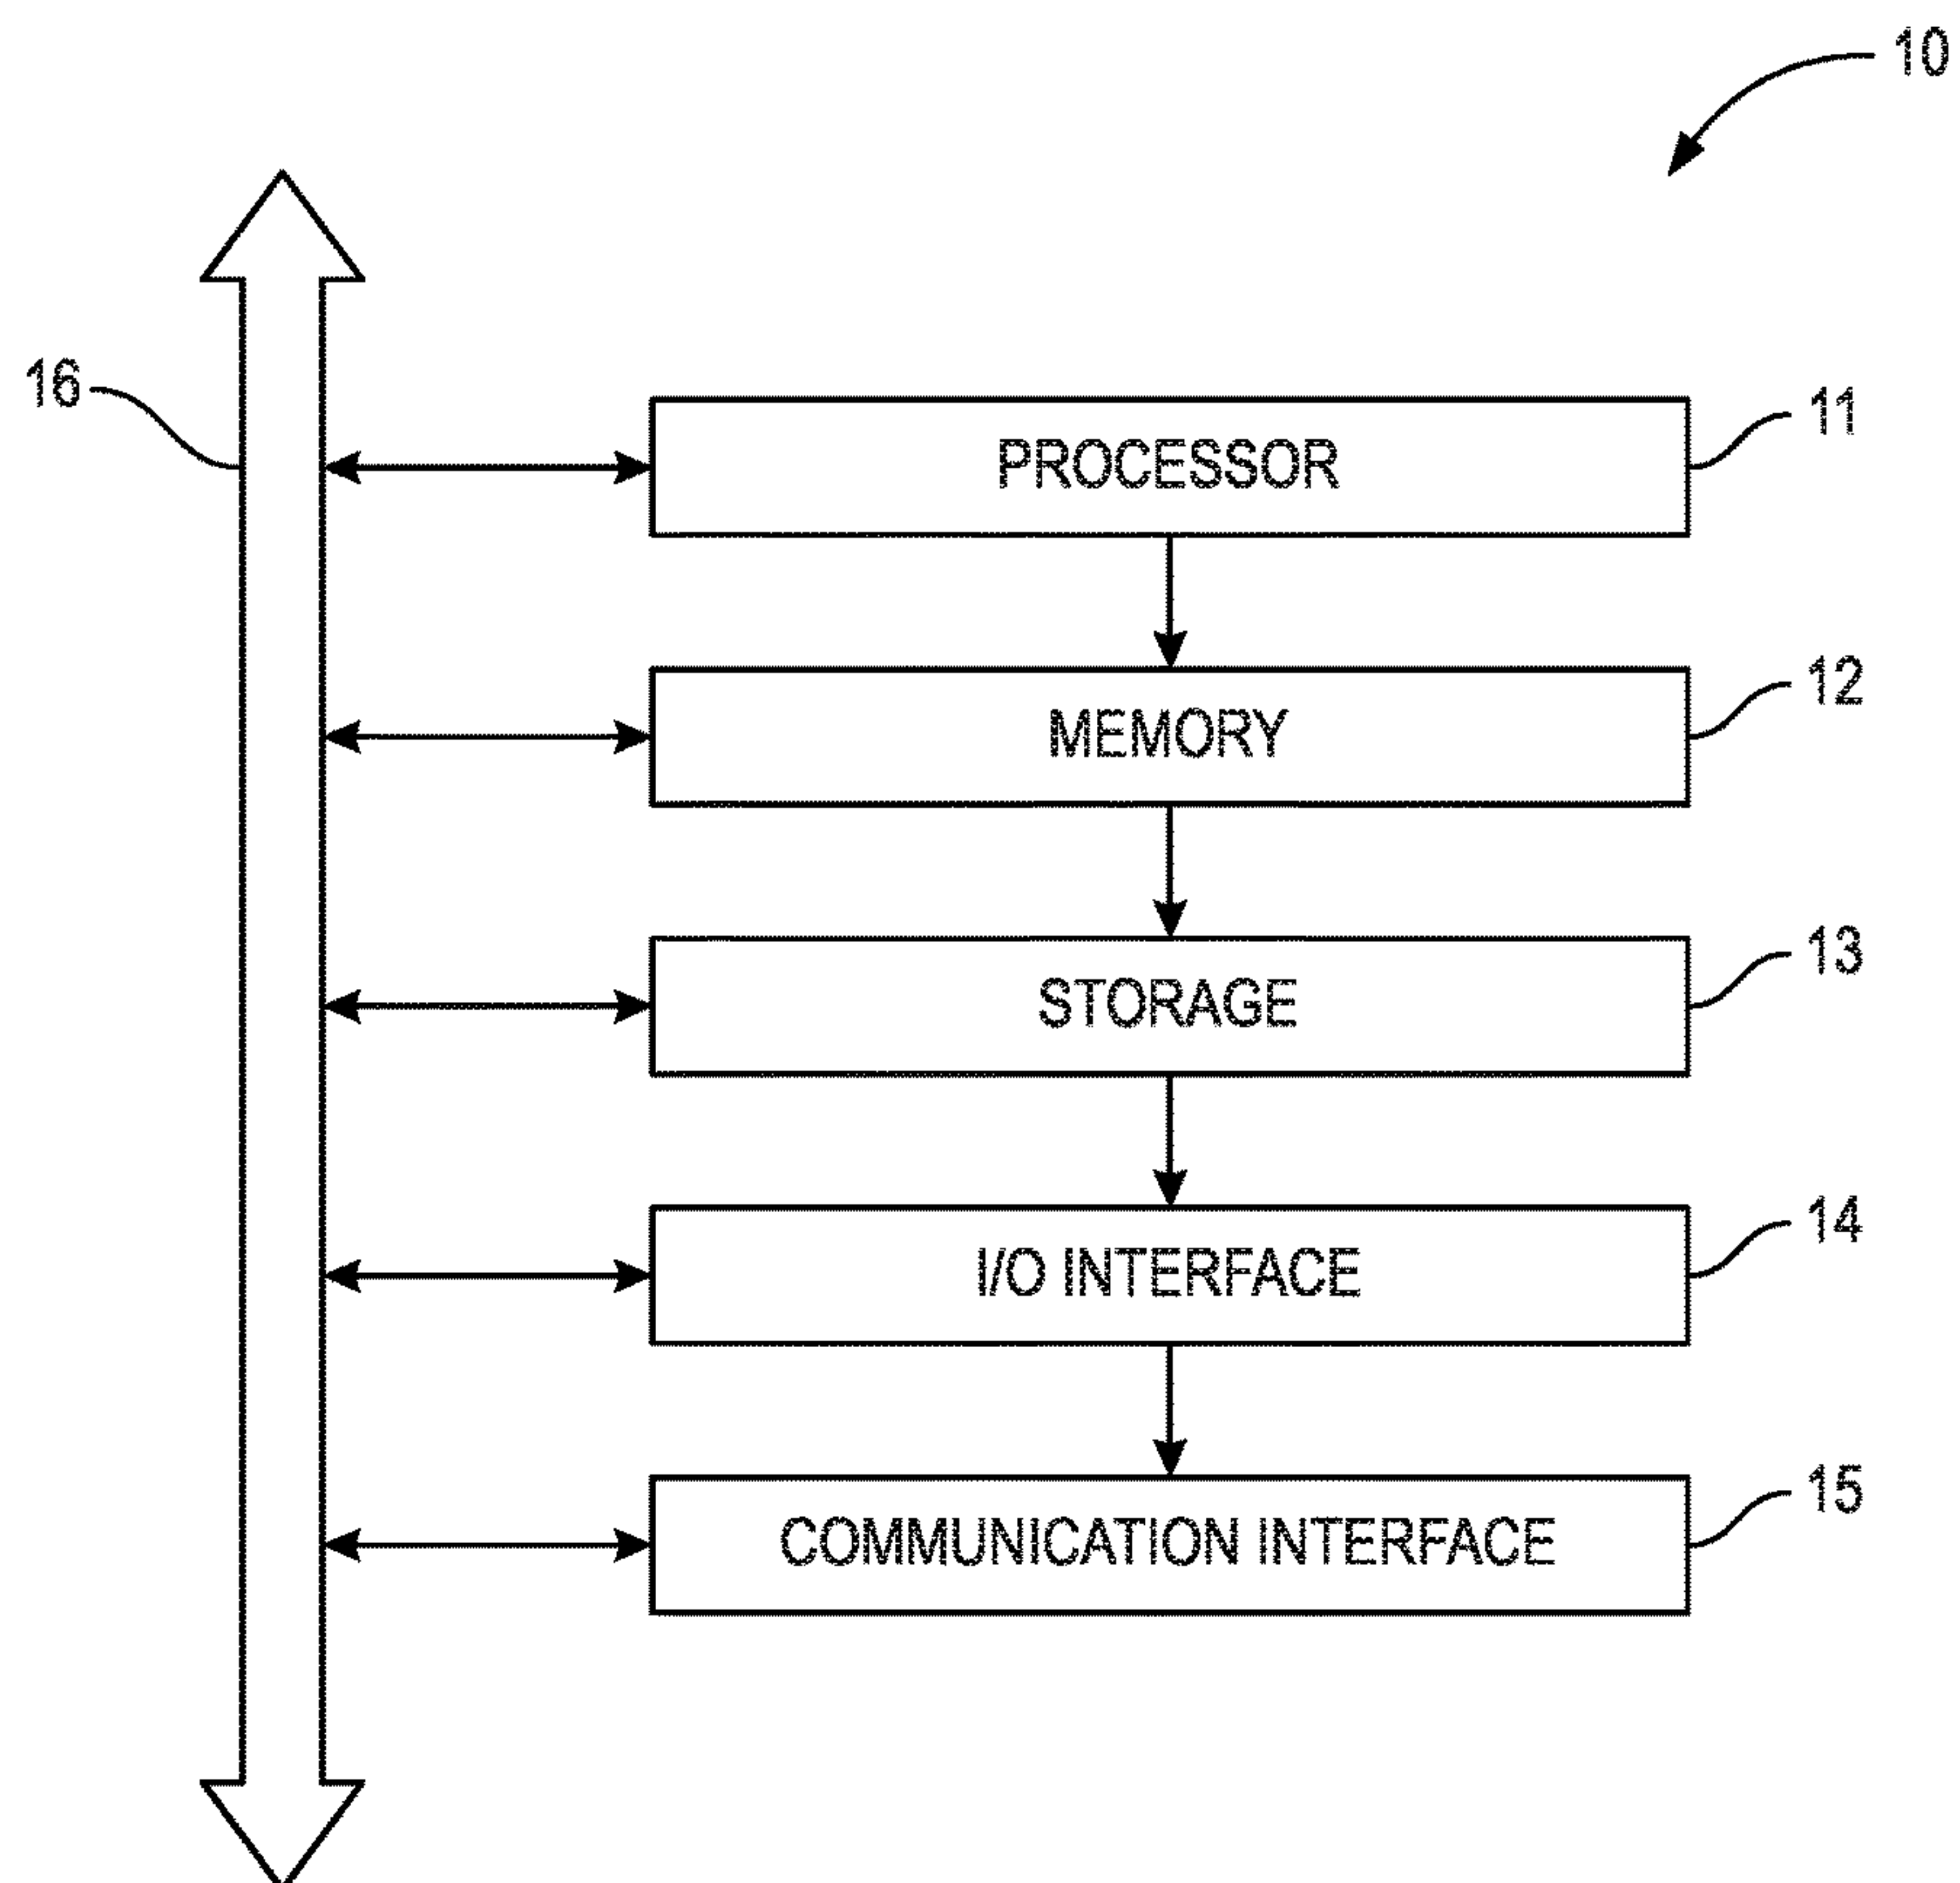 10
16
PROCESSOR
11
MEMORY
12
STORAGE
13
I/O INTERFACE
14
COMMUNICATION INTERFACE
15